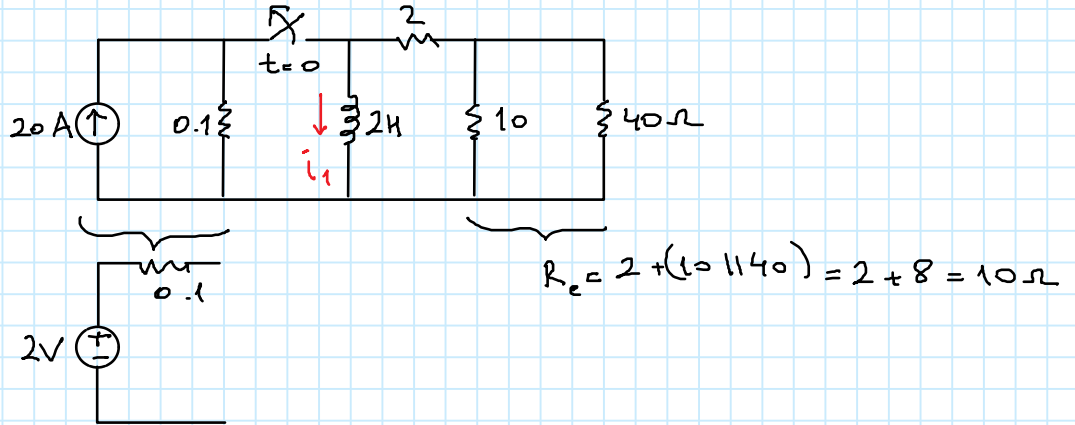 2
t=0
20 A
0.1
2H
10
40Ω
i₁
Rₑ = 2 + (10 || 40) = 2 + 8 = 10Ω
0.1
2V
+
-